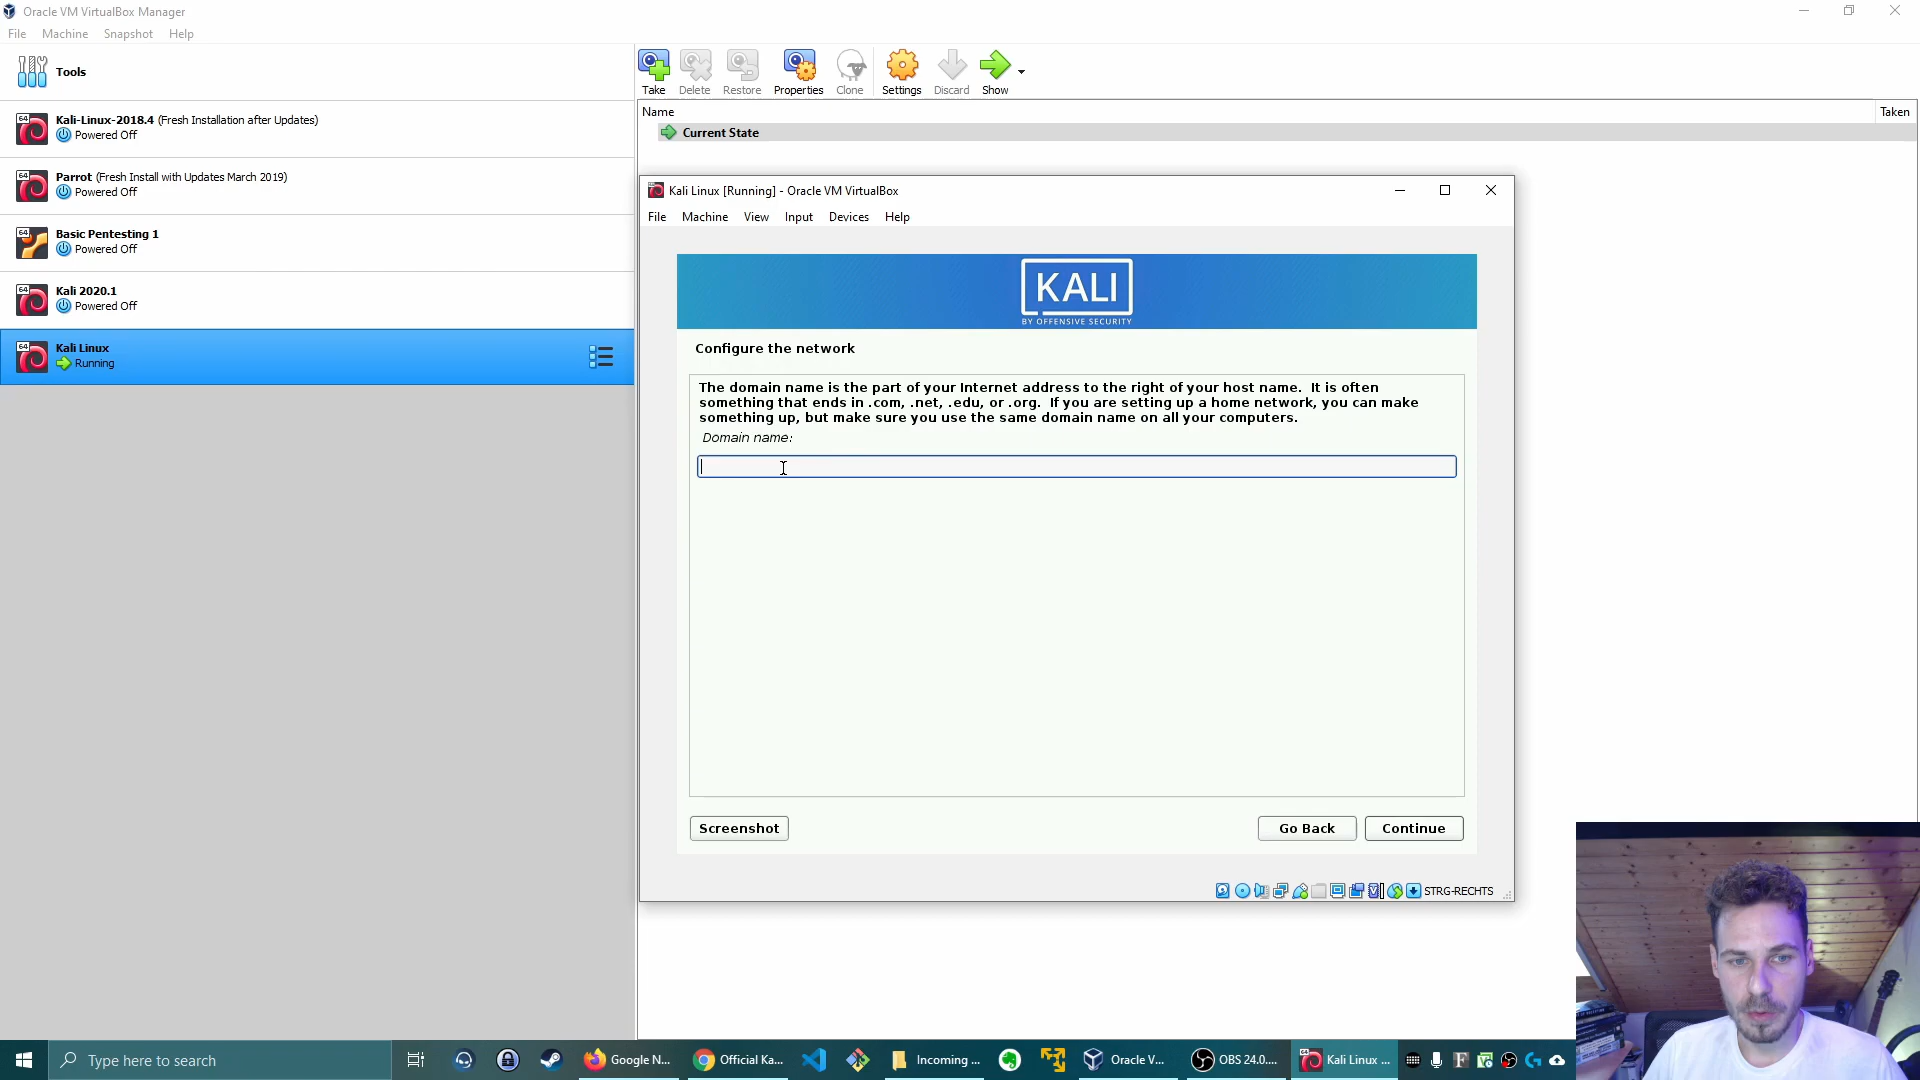 Oracle VM VirtualBox Manager
File Machine Snapshot Help
Tools
Kali-Linux-2018.4 (Fresh Installation after Updates)
Powered Off
Parrot (Fresh Install with Updates March 2019)
Powered Off
Basic Pentesting 1
Powered Off
Kali 2020.1
Powered Off
Kali Linux
Running
Take Delete Restore Properties Clone Settings Discard Show
Name Taken
Current State
Kali Linux [Running] - Oracle VM VirtualBox
File Machine View Input Devices Help
KALI
BY OFFENSIVE SECURITY
Configure the network
The domain name is the part of your Internet address to the right of your host name. It is often
something that ends in .com, .net, .edu, or .org. If you are setting up a home network, you can make
something up, but make sure you use the same domain name on all your computers.
Domain name:
Screenshot Go Back Continue
STRG-RECHTS
Type here to search
Google N...
Official Ka...
Incoming ...
Oracle V...
OBS 24.0....
Kali Linux ...